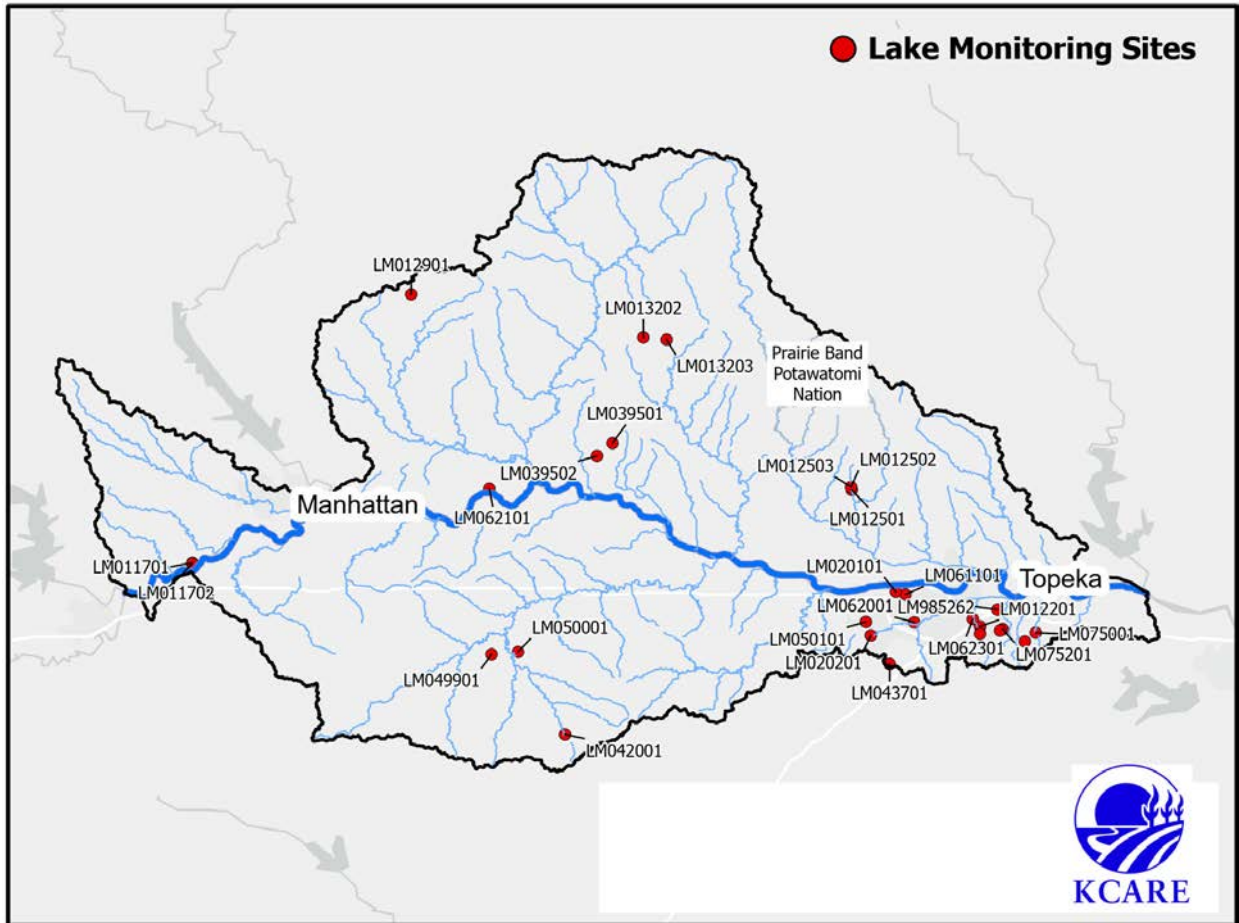 Lake Monitoring Sites
LM012901
LM013202
LM013203
Prairie Band
Potawatomi
Nation
LM039501
LM039502
LM012503
LM012502
LM012501
Manhattan
LM062101
LM011701
LM011702
LM020101
LM061101
Topeka
LM062001
LM985262
LM012201
LM050101
LM062301
LM075001
LM020201
LM075201
LM043701
LM050001
LM049901
LM042001
KCARE